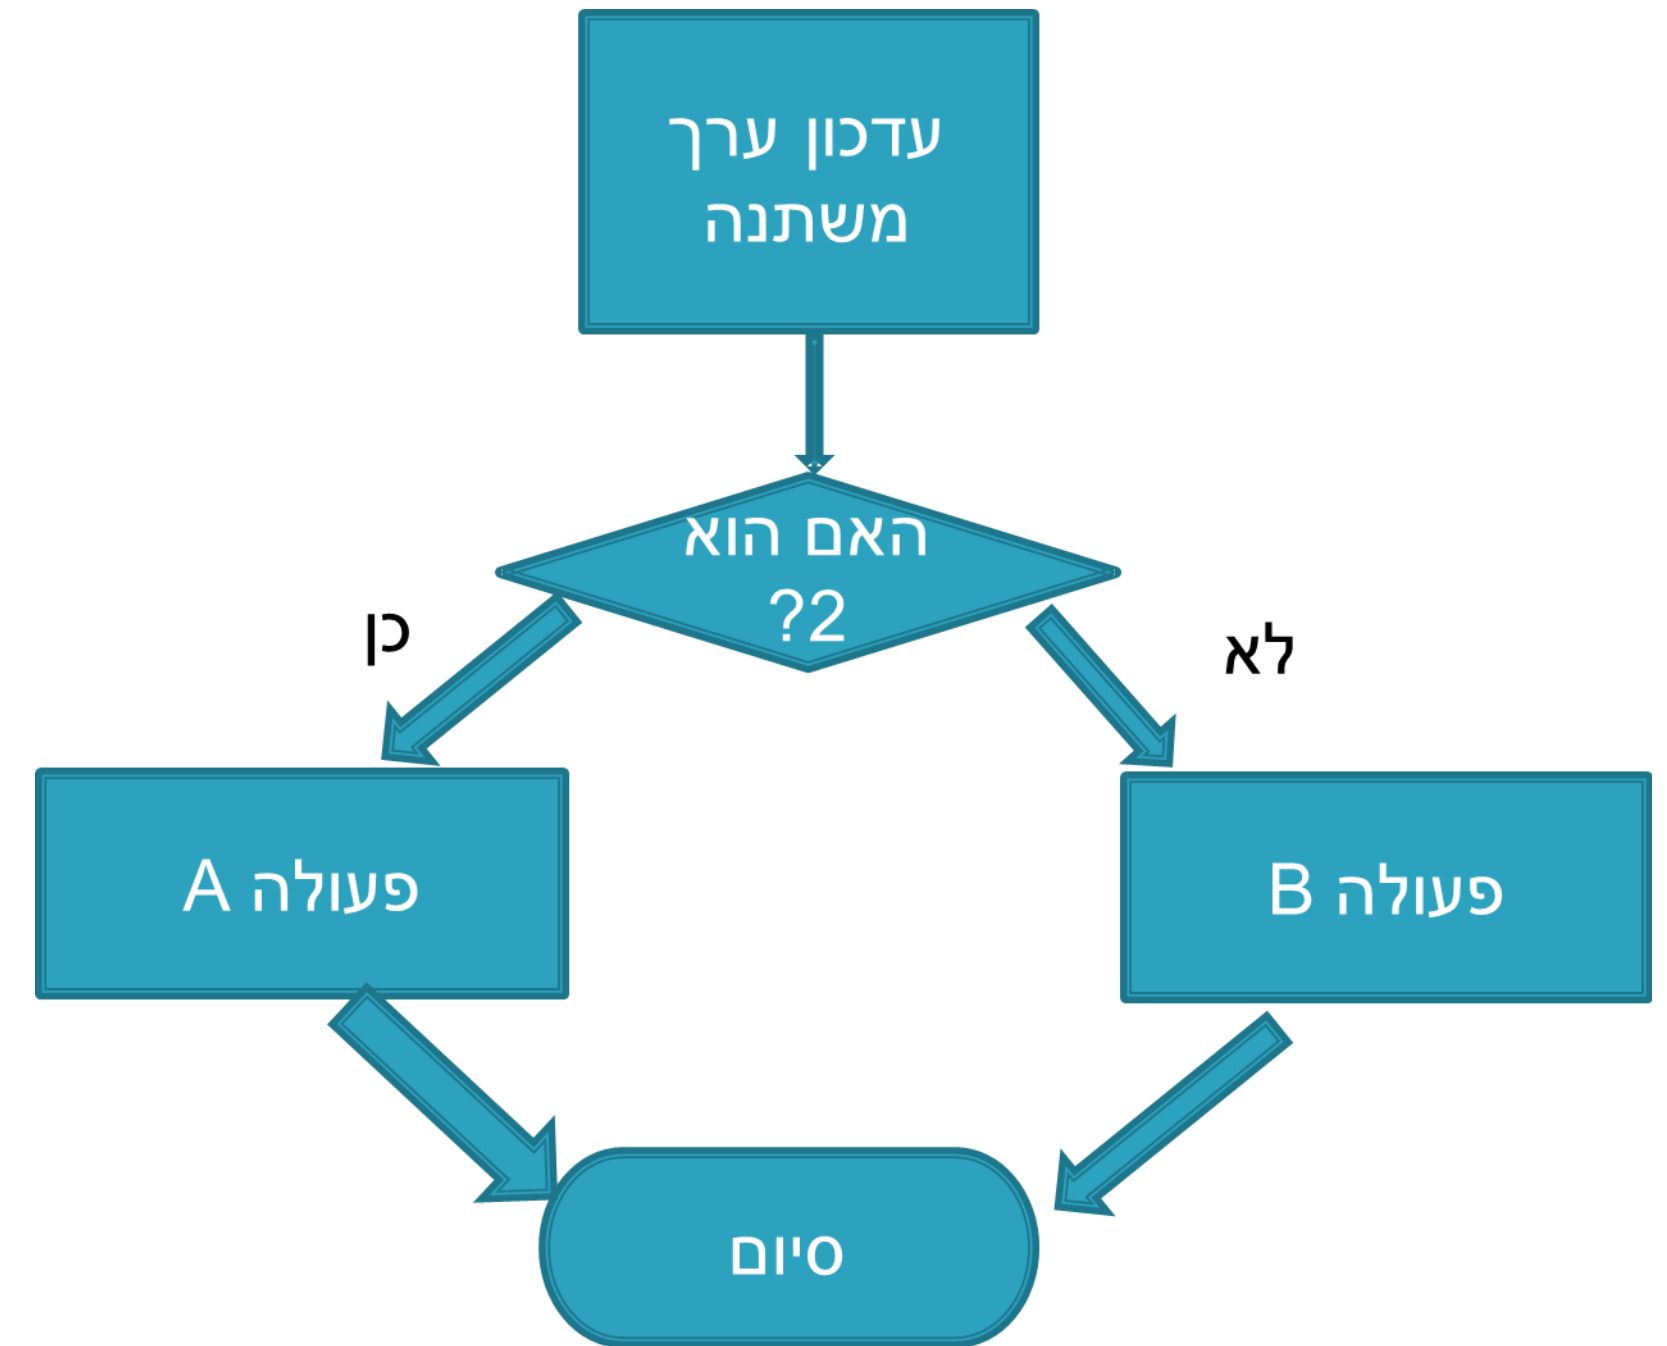 עדכון ערך
משתנה
האם הוא
2?
כן
לא
פעולה A
פעולה B
סיום